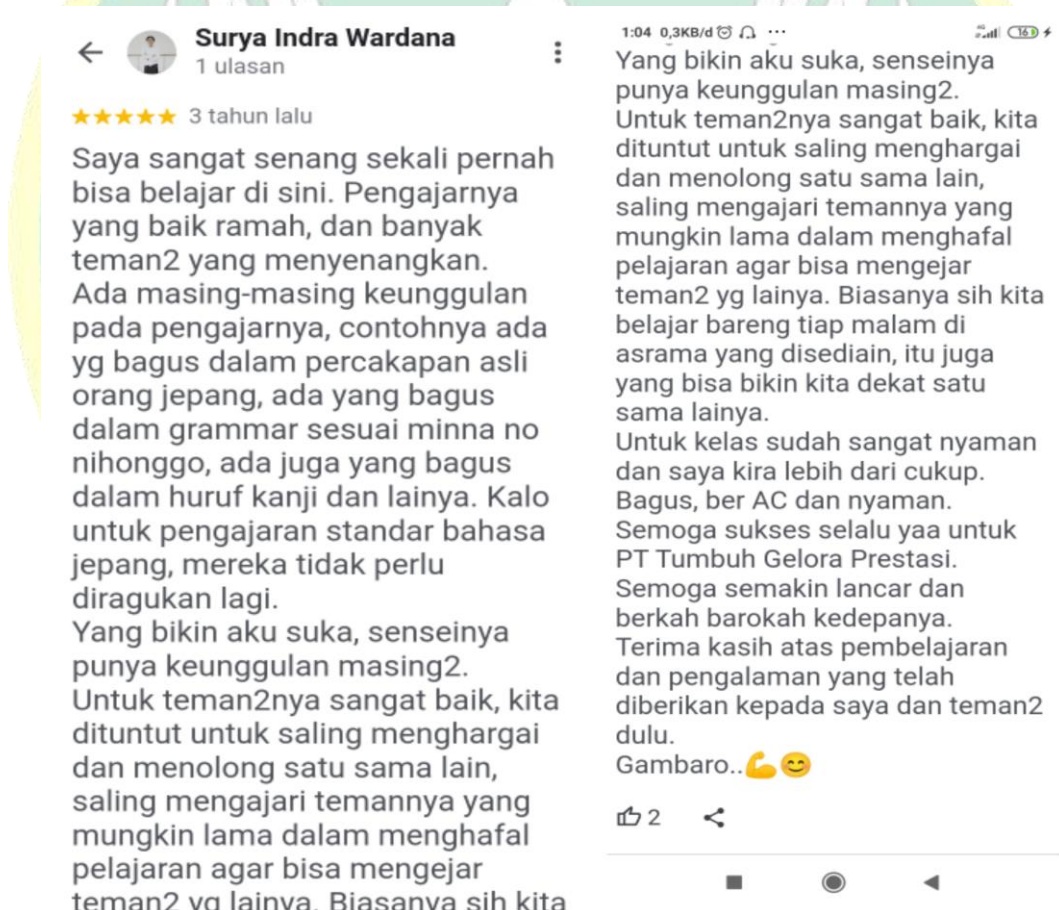 Surya Indra Wardana
1 ulasan
3 tahun lalu
Saya sangat senang sekali pernah
bisa belajar di sini. Pengajarnya
yang baik ramah, dan banyak
teman2 yang menyenangkan.
Ada masing-masing keunggulan
pada pengajarnya, contohnya ada
yg bagus dalam percakapan asli
orang jepang, ada yang bagus
dalam grammar sesuai minna no
nihonggo, ada juga yang bagus
dalam huruf kanji dan lainya. Kalo
untuk pengajaran standar bahasa
jepang, mereka tidak perlu
diragukan lagi.
Yang bikin aku suka, senseinya
punya keunggulan masing2.
Untuk teman2nya sangat baik, kita
dituntut untuk saling menghargai
dan menolong satu sama lain,
saling mengajari temannya yang
mungkin lama dalam menghafal
pelajaran agar bisa mengejar
teman2 yg lainya. Biasanya sih kita
1:04 0,3KB/d
16
Yang bikin aku suka, senseinya
punya keunggulan masing2.
Untuk teman2nya sangat baik, kita
dituntut untuk saling menghargai
dan menolong satu sama lain,
saling mengajari temannya yang
mungkin lama dalam menghafal
pelajaran agar bisa mengejar
teman2 yg lainya. Biasanya sih kita
belajar bareng tiap malam di
asrama yang disediain, itu juga
yang bisa bikin kita dekat satu
sama lainya.
Untuk kelas sudah sangat nyaman
dan saya kira lebih dari cukup.
Bagus, ber AC dan nyaman.
Semoga sukses selalu yaa untuk
PT Tumbuh Gelora Prestasi.
Semoga semakin lancar dan
berkah barokah kedepanya.
Terima kasih atas pembelajaran
dan pengalaman yang telah
diberikan kepada saya dan teman2
dulu.
Gambaro..💪😊
2